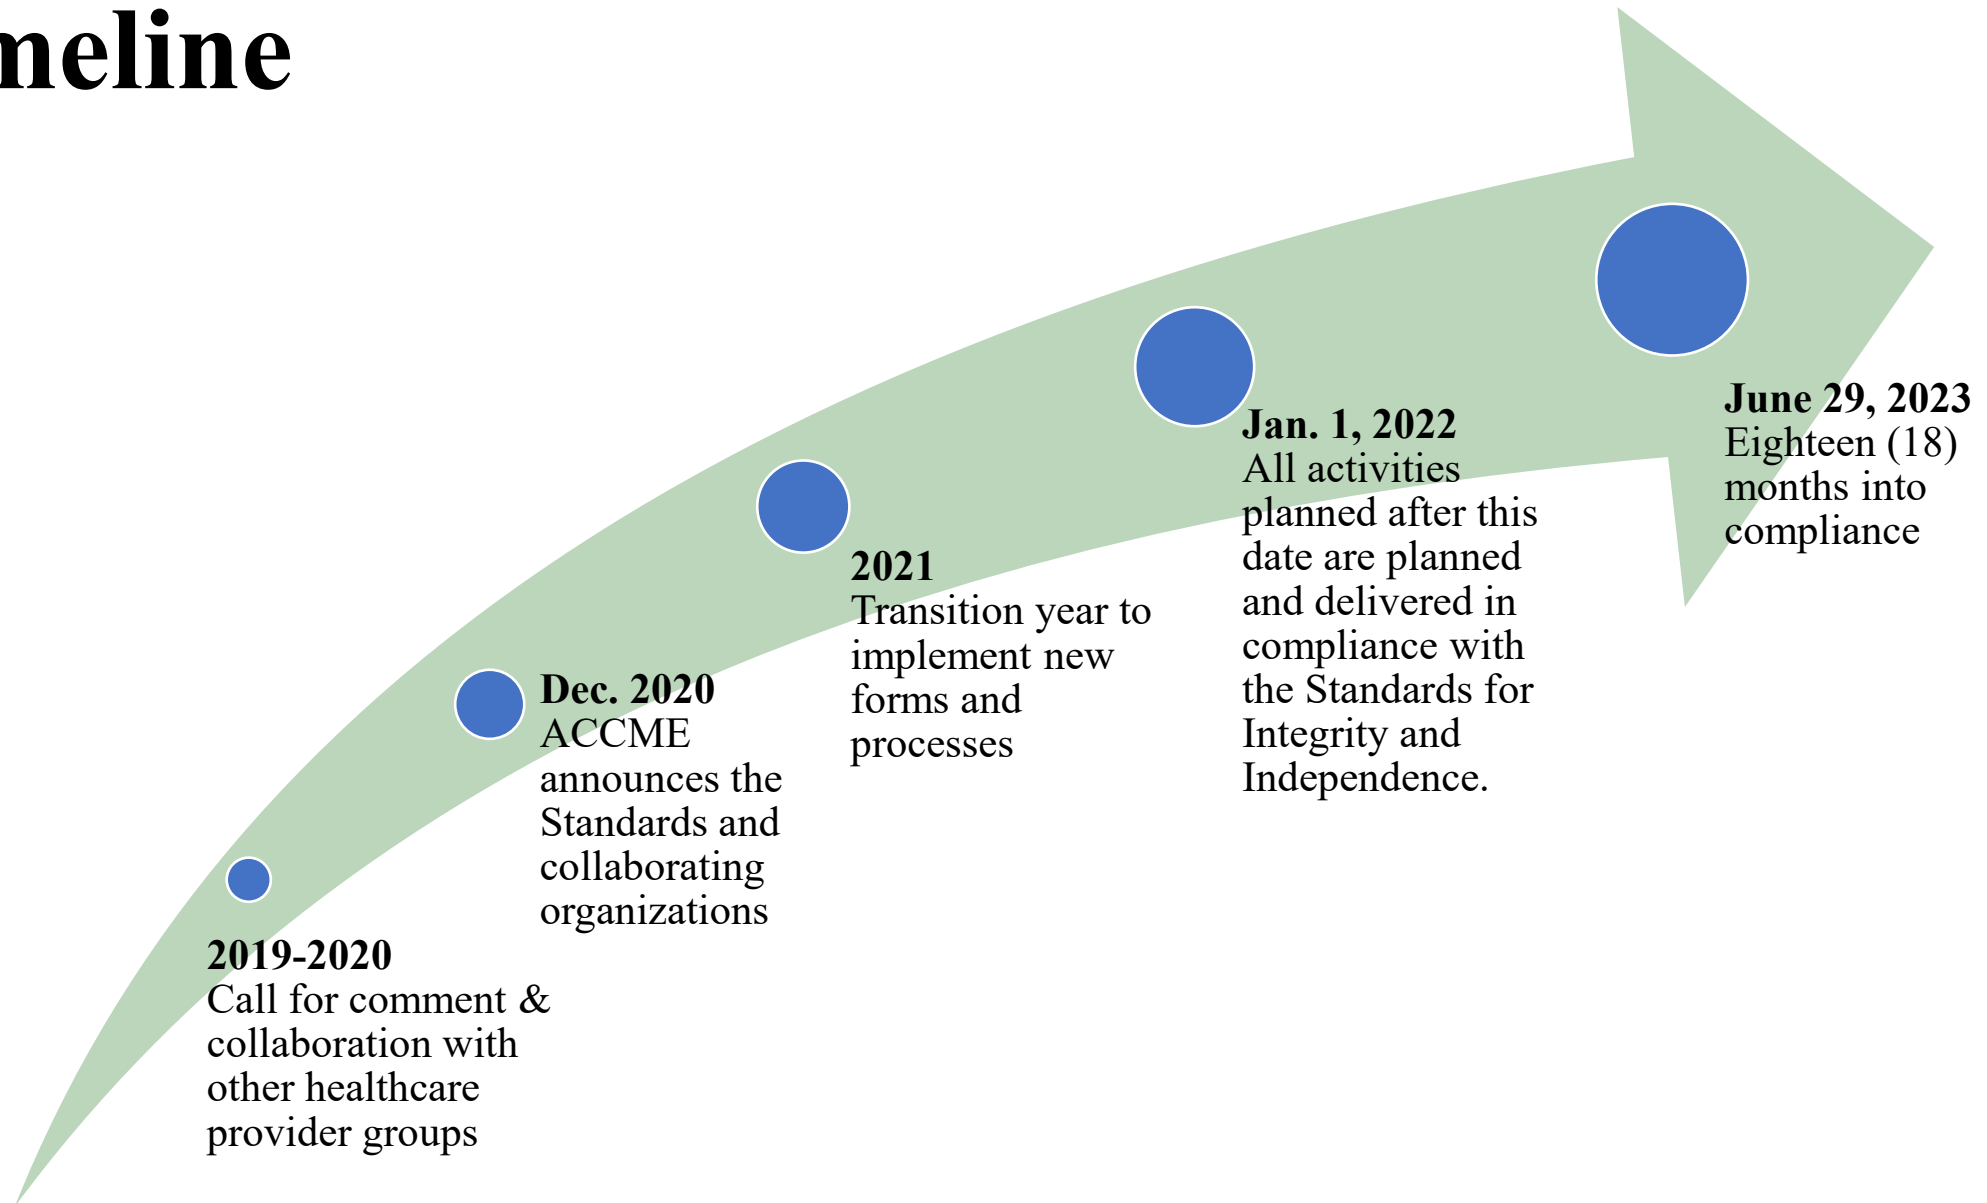 meline
2019-2020
Call for comment &
collaboration with
other healthcare
provider groups
Dec. 2020
ACCME
announces the
Standards and
collaborating
organizations
2021
Transition year to
implement new
forms and
processes
Jan. 1, 2022
All activities
planned after this
date are planned
and delivered in
compliance with
the Standards for
Integrity and
Independence.
June 29, 2023
Eighteen (18)
months into
compliance